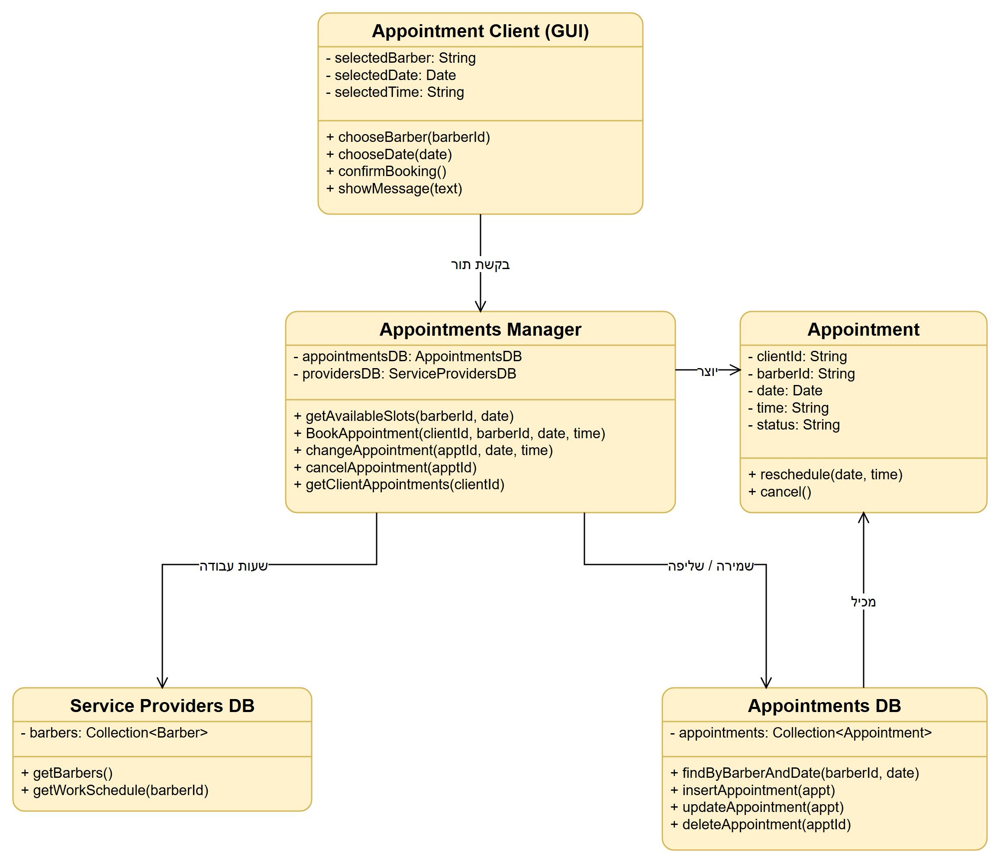 Appointment Client (GUI)
- selectedBarber: String
- selectedDate: Date
- selectedTime: String
+ chooseBarber(barberId)
+ chooseDate(date)
+ confirmBooking()
+ showMessage(text)
בקשת תור
Appointments Manager
- appointmentsDB: AppointmentsDB
- providersDB: ServiceProvidersDB
+ getAvailableSlots(barberId, date)
+ BookAppointment(clientId, barberId, date, time)
+ changeAppointment(apptId, date, time)
+ cancelAppointment(apptId)
+ getClientAppointments(clientId)
יוצר
Appointment
- clientId: String
- barberId: String
- date: Date
- time: String
- status: String
+ reschedule(date, time)
+ cancel()
שעות עבודה
שמירה / שליפה
מכיל
Service Providers DB
- barbers: Collection<Barber>
+ getBarbers()
+ getWorkSchedule(barberId)
Appointments DB
- appointments: Collection<Appointment>
+ findByBarberAndDate(barberId, date)
+ insertAppointment(appt)
+ updateAppointment(appt)
+ deleteAppointment(apptId)